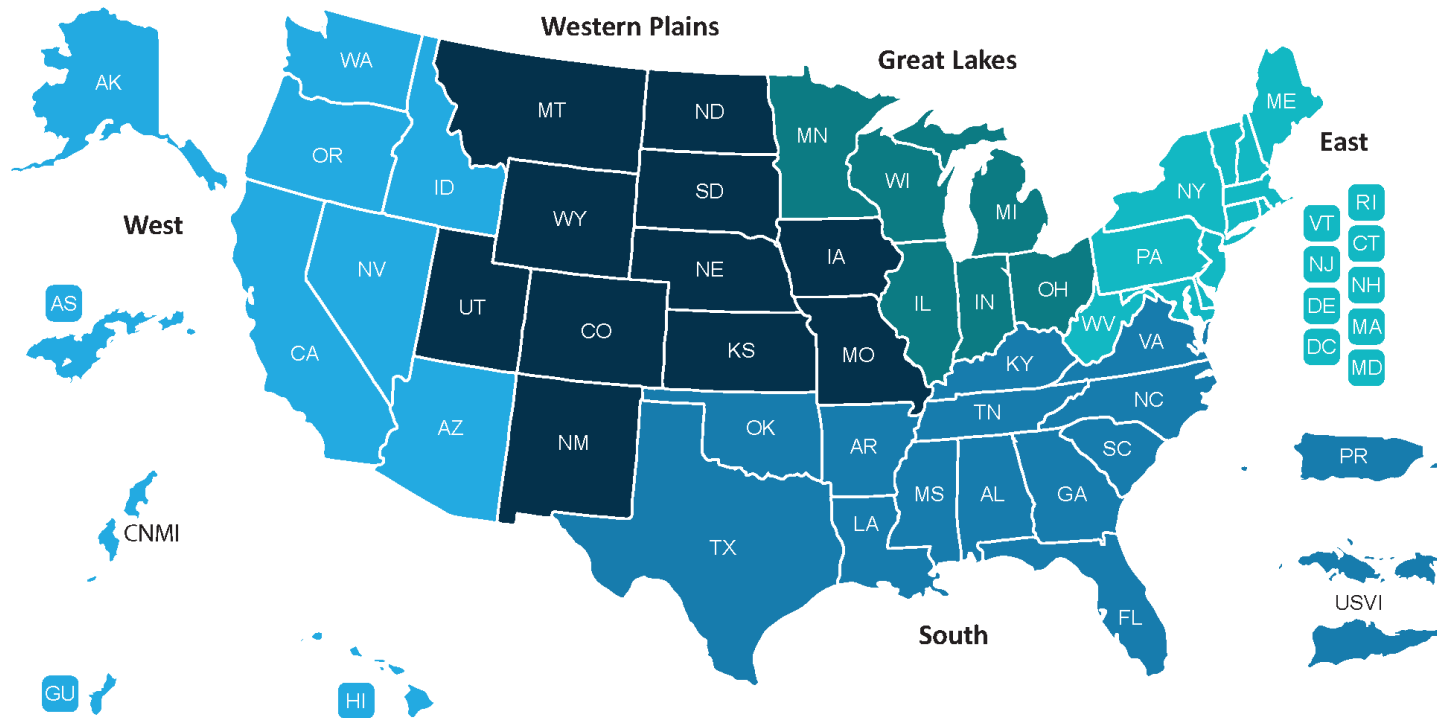 Western Plains
Great Lakes
WA
AK
MT
ND
MN
ME
OR
ID
SD
WI
MI
NY
East
West
WY
NE
IA
PA
VT
RI
NV
UT
CO
KS
MO
IL
IN
OH
WV
NJ
CT
AS
DE
NH
CA
DC
MA
KY
VA
MD
AZ
NM
OK
AR
TN
NC
SC
PR
CNMI
TX
LA
MS
AL
GA
USVI
FL
South
GU
HI